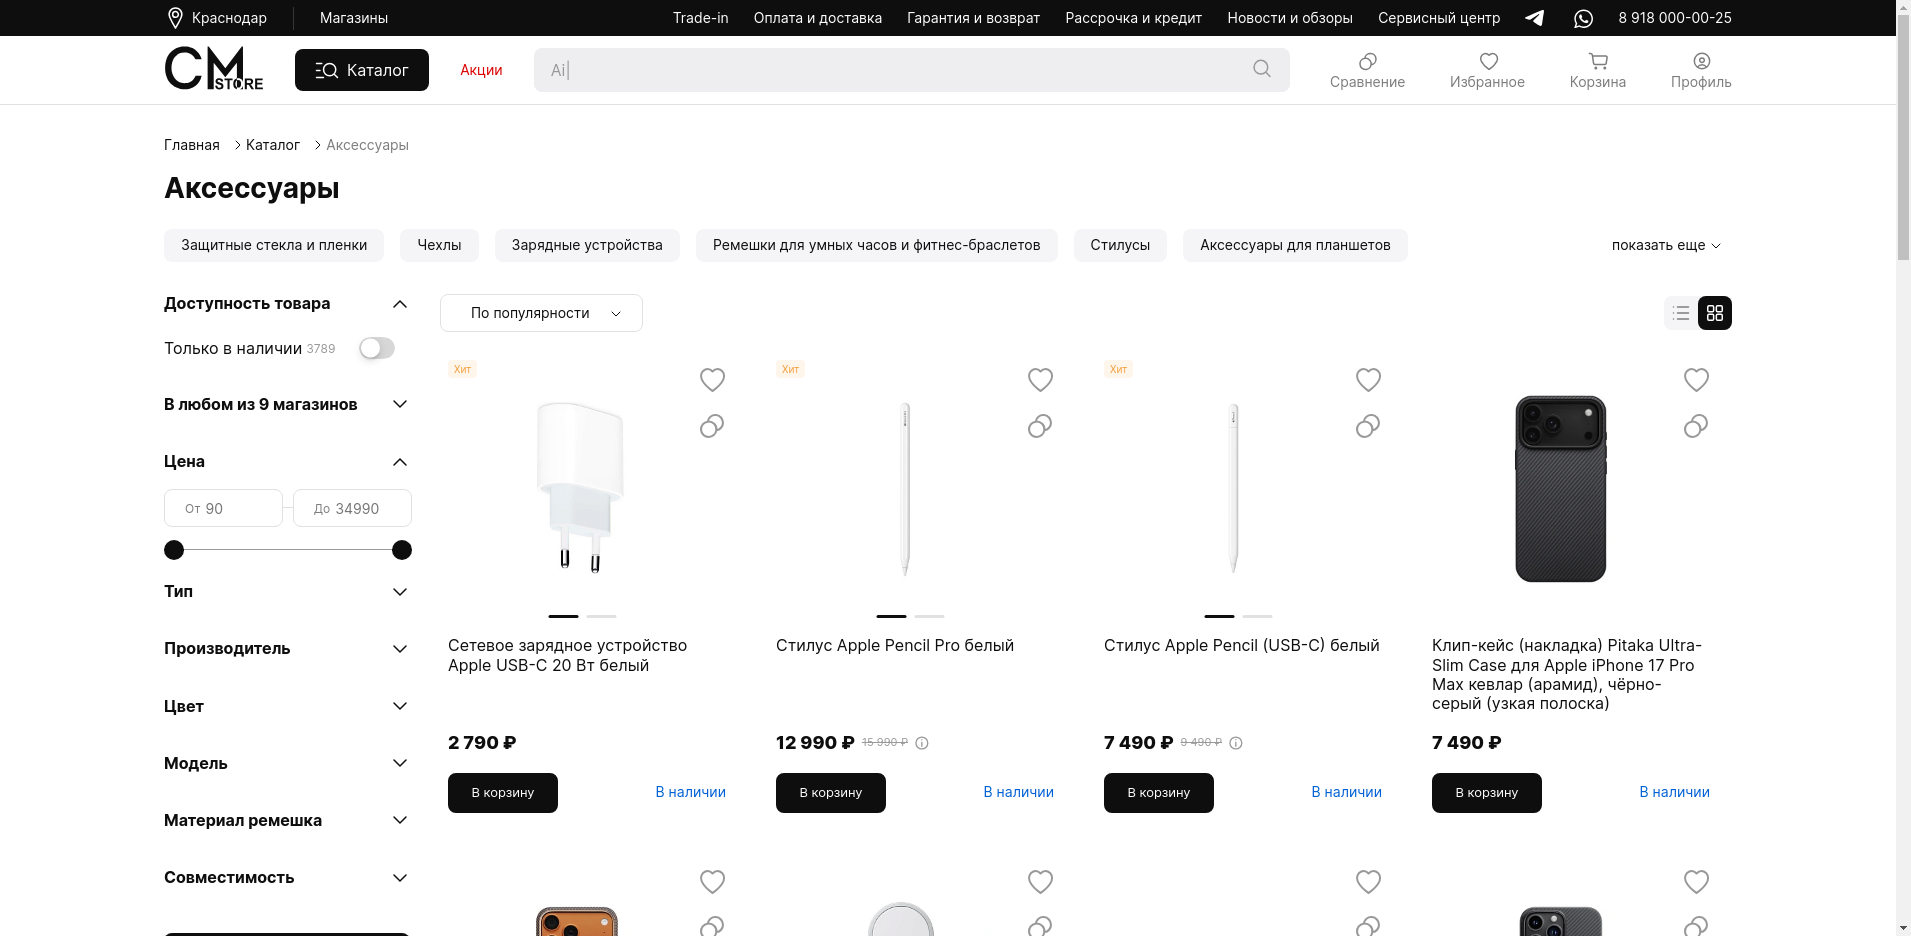 Краснодар
Магазины
Trade-in
Оплата и доставка
Гарантия и возврат
Рассрочка и кредит
Новости и обзоры
Сервисный центр
8 918 000-00-25
CM STORE
Каталог
Акции
Ai|
Сравнение
Избранное
Корзина
Профиль
Главная
Каталог
Аксессуары
Аксессуары
Защитные стекла и пленки
Чехлы
Зарядные устройства
Ремешки для умных часов и фитнес-браслетов
Стилусы
Аксессуары для планшетов
показать еще
Доступность товара
Только в наличии 3789
В любом из 9 магазинов
Цена
От 90
До 34990
Тип
Производитель
Цвет
Модель
Материал ремешка
Совместимость
По популярности
Хит
Сетевое зарядное устройство
Apple USB-C 20 Вт белый
2 790 ₽
В корзину
В наличии
Хит
Стилус Apple Pencil Pro белый
12 990 ₽ 15 990 ₽
В корзину
В наличии
Хит
Стилус Apple Pencil (USB-C) белый
7 490 ₽ 9 490 ₽
В корзину
В наличии
Клип-кейс (накладка) Pitaka Ultra-
Slim Case для Apple iPhone 17 Pro
Max кевлар (арамид), чёрно-
серый (узкая полоска)
7 490 ₽
В корзину
В наличии